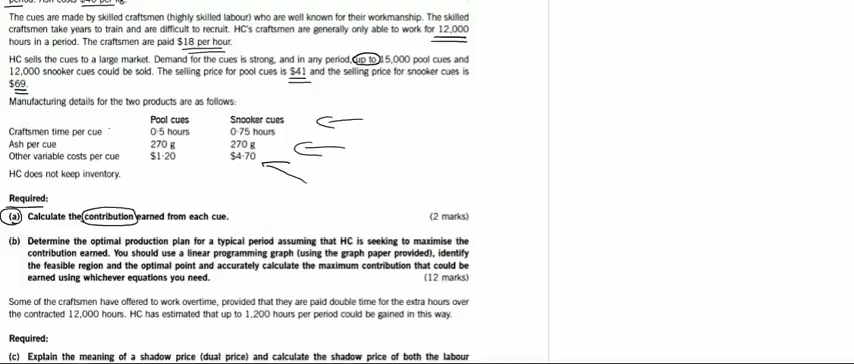 The cues are made by skilled craftsmen (highly skilled labour) who are well known for their workmanship. The skilled
craftsmen take years to train and are difficult to recruit. HC's craftsmen are generally only able to work for 12,000
hours in a period. The craftsmen are paid $18 per hour.
HC sells the cues to a large market. Demand for the cues is strong, and in any period, up to 15,000 pool cues and
12,000 snooker cues could be sold. The selling price for pool cues is $41 and the selling price for snooker cues is
$69.
Manufacturing details for the two products are as follows:
Pool cues Snooker cues
Craftsmen time per cue 0·5 hours 0·75 hours
Ash per cue 270 g 270 g
Other variable costs per cue $1·20 $4·70
HC does not keep inventory.
Required:
(a) Calculate the contribution earned from each cue. (2 marks)
(b) Determine the optimal production plan for a typical period assuming that HC is seeking to maximise the
contribution earned. You should use a linear programming graph (using the graph paper provided), identify
the feasible region and the optimal point and accurately calculate the maximum contribution that could be
earned using whichever equations you need. (12 marks)
Some of the craftsmen have offered to work overtime, provided that they are paid double time for the extra hours over
the contracted 12,000 hours. HC has estimated that up to 1,200 hours per period could be gained in this way.
Required:
(c) Explain the meaning of a shadow price (dual price) and calculate the shadow price of both the labour